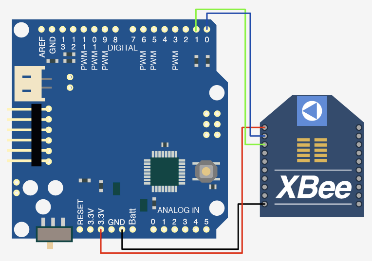 AREF
GND
13
12
11
10
9
8
7
6
5
4
3
2
1
0
DIGITAL
PWM
PWM
PWM
PWM
PWM
PWM
XBee
RESET
3.3V
3.3V
GND
Batt
ANALOG IN
0 1 2 3 4 5